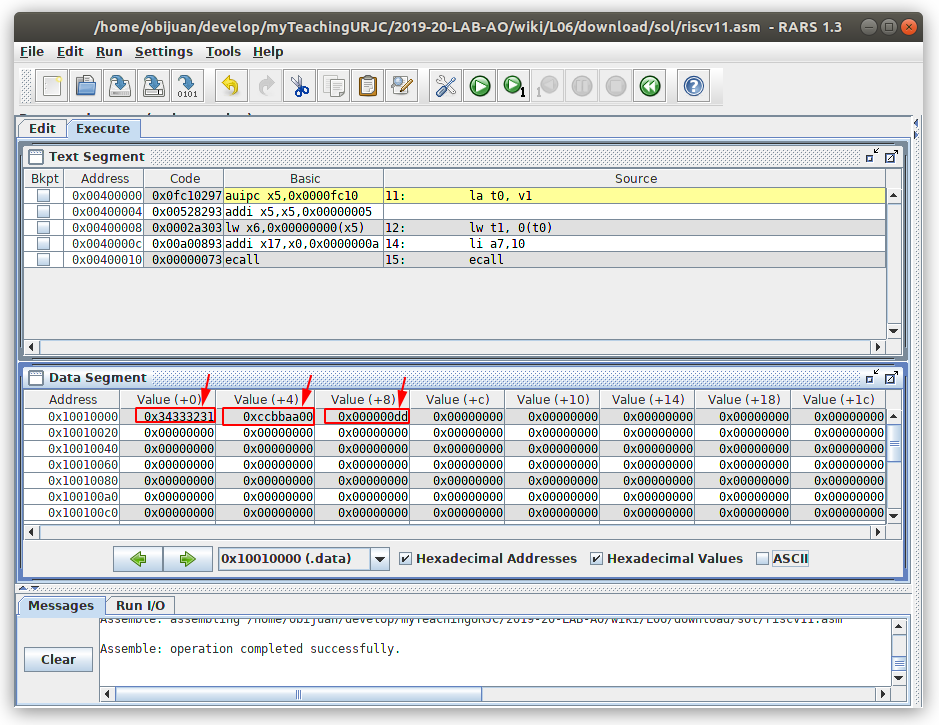 /home/obijuan/develop/myTeachingURJC/2019-20-LAB-AO/wiki/L06/download/sol/riscv11.asm - RARS 1.3
File Edit Run Settings Tools Help
Edit Execute
Text Segment
Bkpt Address Code Basic Source
0x00400000 0x0fc10297 auipc x5,0x0000fc10 11: la t0, v1
0x00400004 0x00528293 addi x5,x5,0x00000005
0x00400008 0x0002a303 lw x6,0x00000000(x5) 12: lw t1, 0(t0)
0x0040000c 0x00a00893 addi x17,x0,0x0000000a 14: li a7,10
0x00400010 0x00000073 ecall 15: ecall
Data Segment
Address Value (+0) Value (+4) Value (+8) Value (+c) Value (+10) Value (+14) Value (+18) Value (+1c)
0x10010000 0x34333231 0xccbbaa00 0x000000dd 0x00000000 0x00000000 0x00000000 0x00000000 0x00000000
0x10010020 0x00000000 0x00000000 0x00000000 0x00000000 0x00000000 0x00000000 0x00000000 0x00000000
0x10010040 0x00000000 0x00000000 0x00000000 0x00000000 0x00000000 0x00000000 0x00000000 0x00000000
0x10010060 0x00000000 0x00000000 0x00000000 0x00000000 0x00000000 0x00000000 0x00000000 0x00000000
0x10010080 0x00000000 0x00000000 0x00000000 0x00000000 0x00000000 0x00000000 0x00000000 0x00000000
0x100100a0 0x00000000 0x00000000 0x00000000 0x00000000 0x00000000 0x00000000 0x00000000 0x00000000
0x100100c0 0x00000000 0x00000000 0x00000000 0x00000000 0x00000000 0x00000000 0x00000000 0x00000000
0x10010000 (.data) Hexadecimal Addresses Hexadecimal Values ASCII
Messages Run I/O
Assemble: assembling /home/obijuan/develop/myTeachingURJC/2019-20-LAB-AO/wiki/L06/download/sol/riscv11.asm
Assemble: operation completed successfully.
Clear